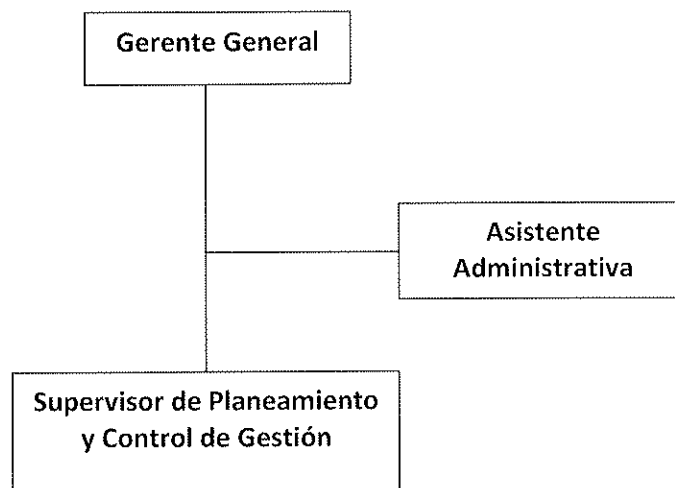 Gerente General
Asistente
Administrativa
Supervisor de Planeamiento
y Control de Gestión